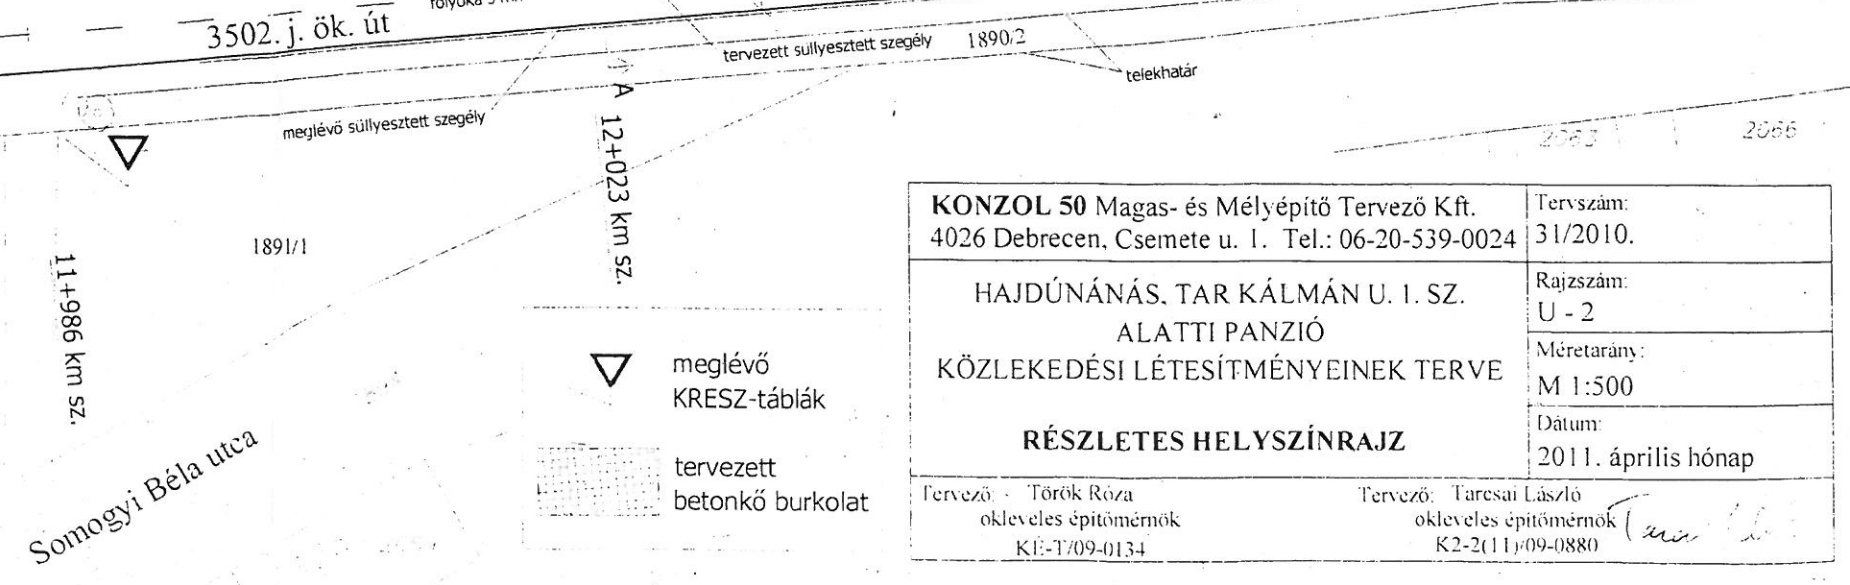 3502. j. ök. út
tervezett süllyesztett szegély
1890/2
telekhatár
meglévő süllyesztett szegély
A
12+023 km sz.
11+986 km sz.
1891/1
2063
2066
Somogyi Béla utca
meglévő
KRESZ-táblák
tervezett
betonkő burkolat
KONZOL 50 Magas- és Mélyépítő Tervező Kft.
4026 Debrecen, Csemete u. 1. Tel.: 06-20-539-0024
Tervszám:
31/2010.
HAJDÚNÁNÁS, TAR KÁLMÁN U. 1. SZ.
ALATTI PANZIÓ
KÖZLEKEDÉSI LÉTESÍTMÉNYEINEK TERVE
RÉSZLETES HELYSZÍNRAJZ
Rajzszám:
U - 2
Méretarány:
M 1:500
Dátum:
2011. április hónap
Tervező: Török Róza
okleveles építőmérnök
KÉ-T/09-0134
Tervező: Tarcsai László
okleveles építőmérnök
K2-2(11)/09-0880